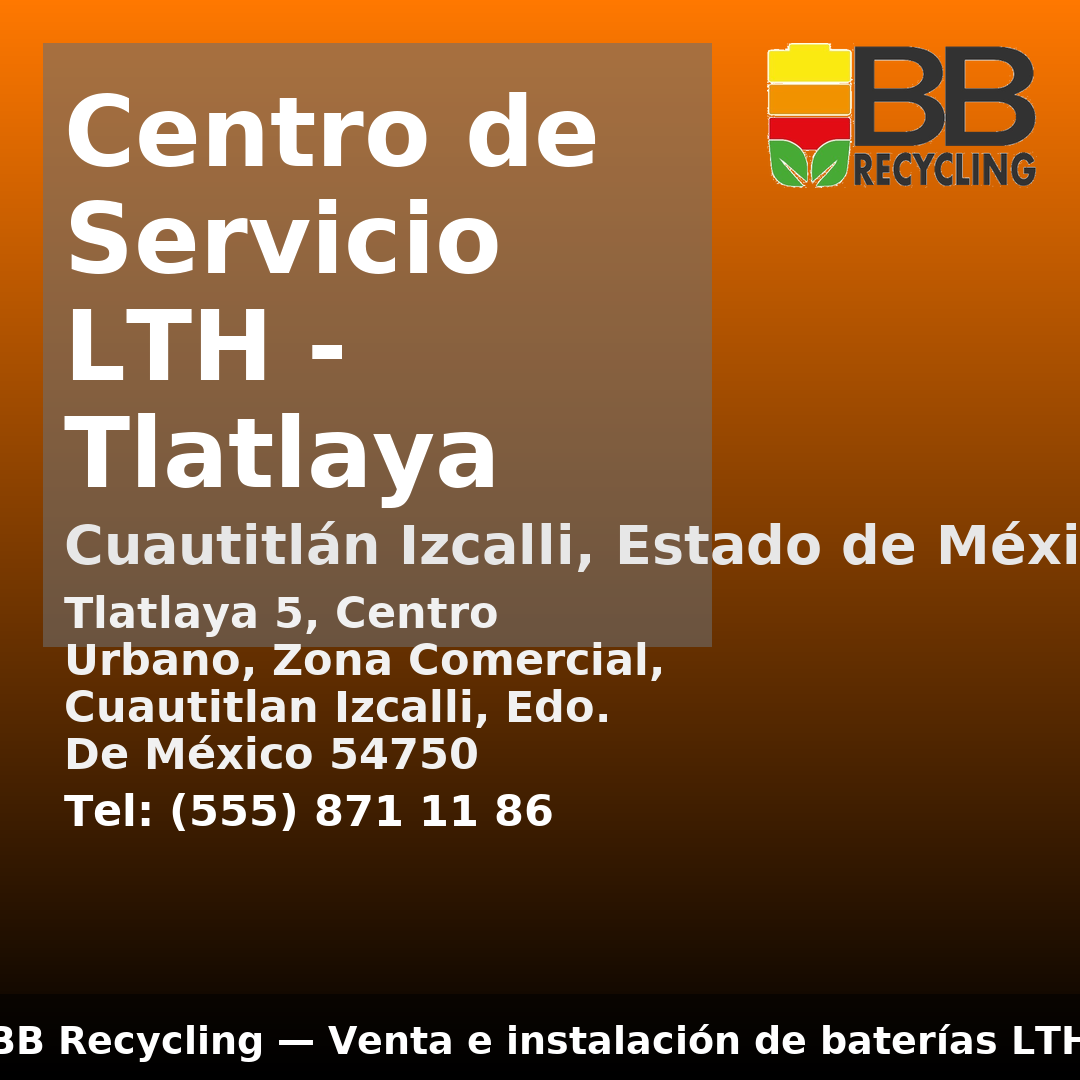 BB
RECYCLING
Centro de
Servicio
LTH -
Tlatlaya
Cuautitlán Izcalli, Estado de Méxi
Tlatlaya 5, Centro
Urbano, Zona Comercial,
Cuautitlan Izcalli, Edo.
De México 54750
Tel: (555) 871 11 86
BB Recycling — Venta e instalación de baterías LTH